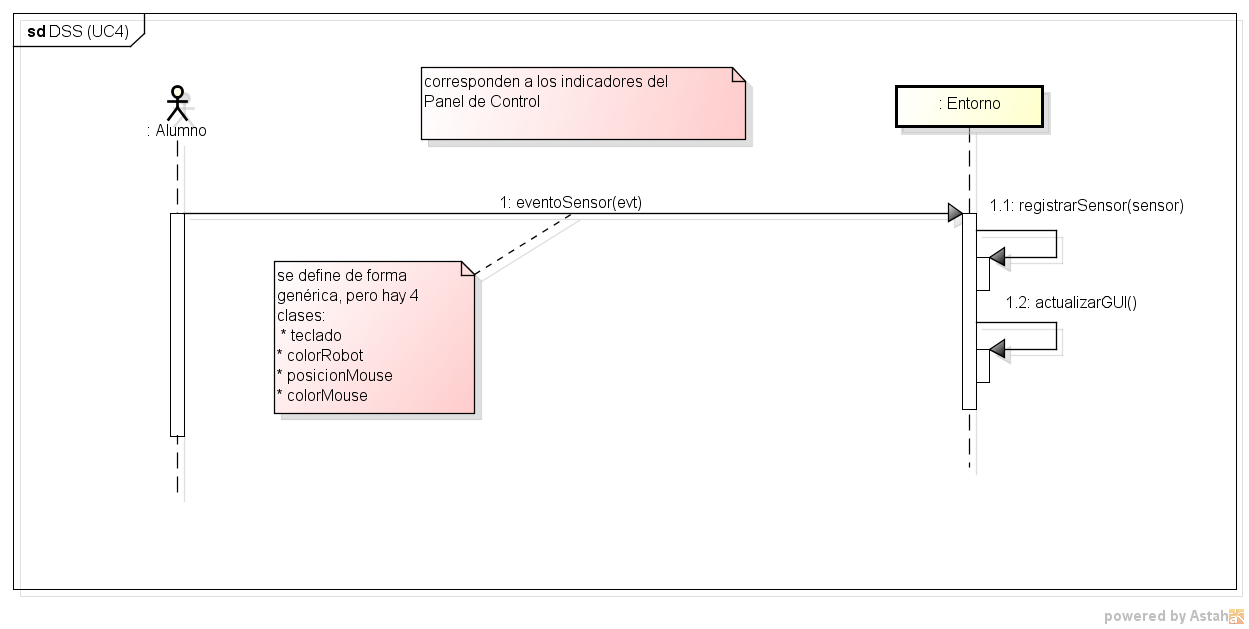 sd DSS (UC4)
corresponden a los indicadores del
Panel de Control
: Alumno
: Entorno
1: eventoSensor(evt)
1.1: registrarSensor(sensor)
se define de forma
genérica, pero hay 4
clases:
* teclado
* colorRobot
* posicionMouse
* colorMouse
1.2: actualizarGUI()
powered by Astah